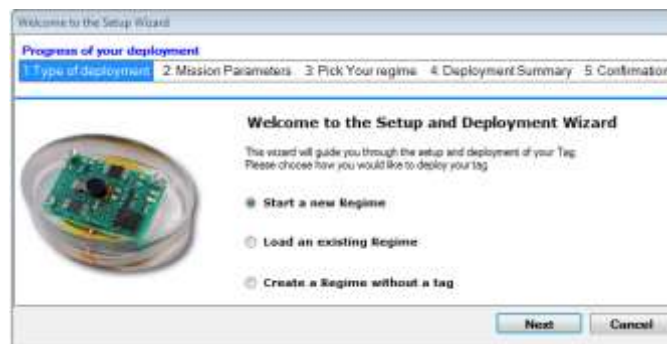 Welcome to the Setup Wizard
Progress of your deployment
1.Type of deployment 2. Mission Parameters 3. Pick Your regime 4. Deployment Summary 5. Confirmation
Welcome to the Setup and Deployment Wizard
This wizard will guide you through the setup and deployment of your Tag.
Please choose how you would like to deploy your tag
Start a new Regime
Load an existing Regime
Create a Regime without a tag
Next Cancel